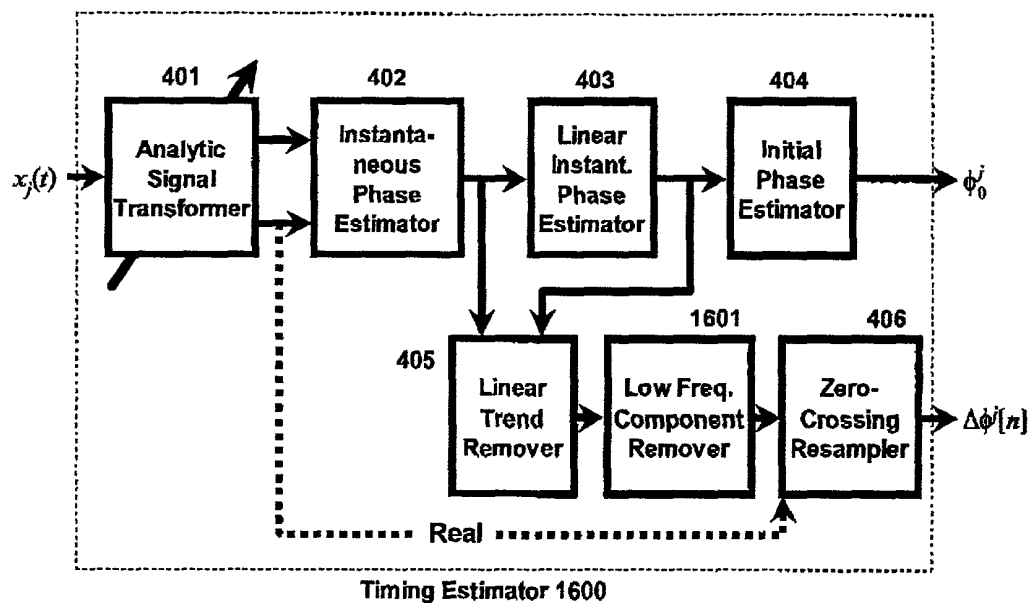 401
402
403
404
x_j(t)
Analytic
Signal
Transformer
Instanta-
neous
Phase
Estimator
Linear
Instant.
Phase
Estimator
Initial
Phase
Estimator
ϕ_0^j
405
1601
406
Linear
Trend
Remover
Low Freq.
Component
Remover
Zero-
Crossing
Resampler
Δϕ^j[n]
Real
Timing Estimator 1600